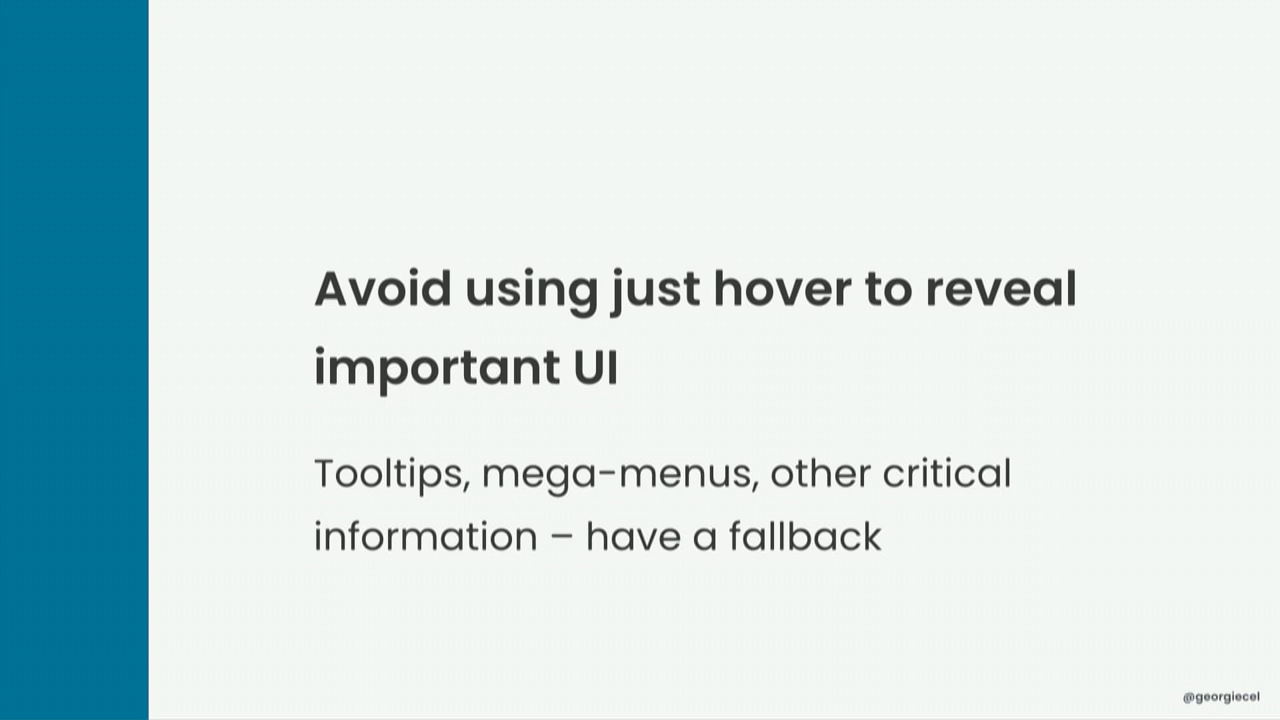 Avoid using just hover to reveal
important UI
Tooltips, mega-menus, other critical
information – have a fallback
@georgiecel